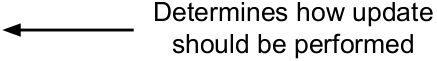 Determines how update
should be performed